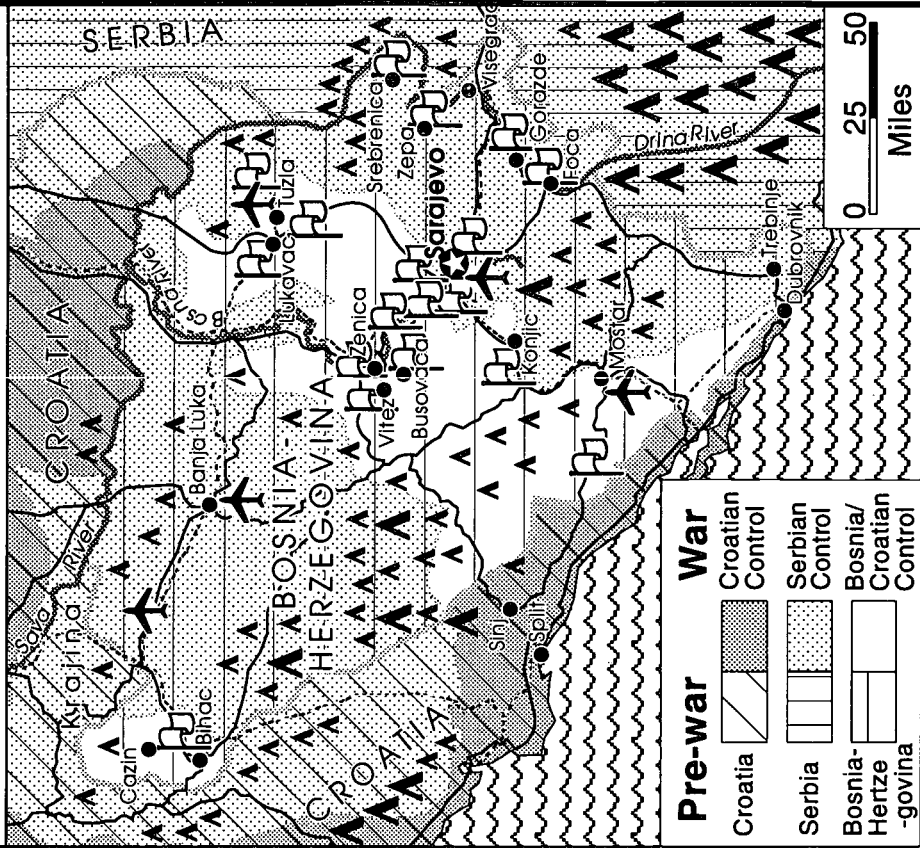 SERBIA
CROATIA
Sava River
Krajina
Banja Luka
Cazin
Bihac
Tuzla
Lukavac
Srebrenica
Zepa
Visegrad
Zenica
Vitez
Busovaca
Sarajevo
Gorazde
Foca
BOSNIA-
HERZEGOVINA
Konjic
Mostar
Drina River
CROATIA
Sinj
Split
Trebinje
Dubrovnik
Pre-war
War
Croatia
Croatian
Control
Serbia
Serbian
Control
Bosnia-
Hertze
-govina
Bosnia/
Croatian
Control
0 25 50
Miles